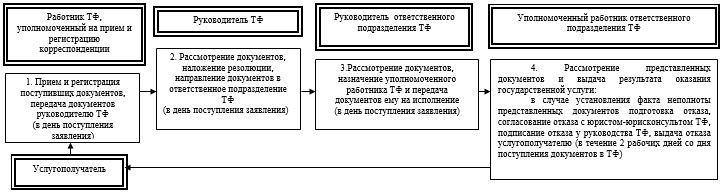 Работник ТФ,
уполномоченный на прием и
регистрацию
корреспонденции
Руководитель ТФ
Руководитель ответственного
подразделения ТФ
Уполномоченный работник ответственного
подразделения ТФ
1. Прием и регистрация
поступивших документов,
передача документов
руководителю ТФ
(в день поступления
заявления)
2. Рассмотрение документов,
наложение резолюции,
направление документов в
ответственное подразделение
ТФ
(в день поступления заявления)
3.Рассмотрение документов,
назначение уполномоченного
работника ТФ и передача
документов ему на исполнение
(в день поступления заявления)
4. Рассмотрение представленных
документов и выдача результата оказания
государственной услуги:
в случае установления факта неполноты
представленных документов подготовка отказа,
согласование отказа с юристом-юрисконсультом ТФ,
подписание отказа у руководства ТФ, выдача отказа
услугополучателю (в течение 2 рабочих дней со дня
поступления документов в ТФ)
Услугополучатель